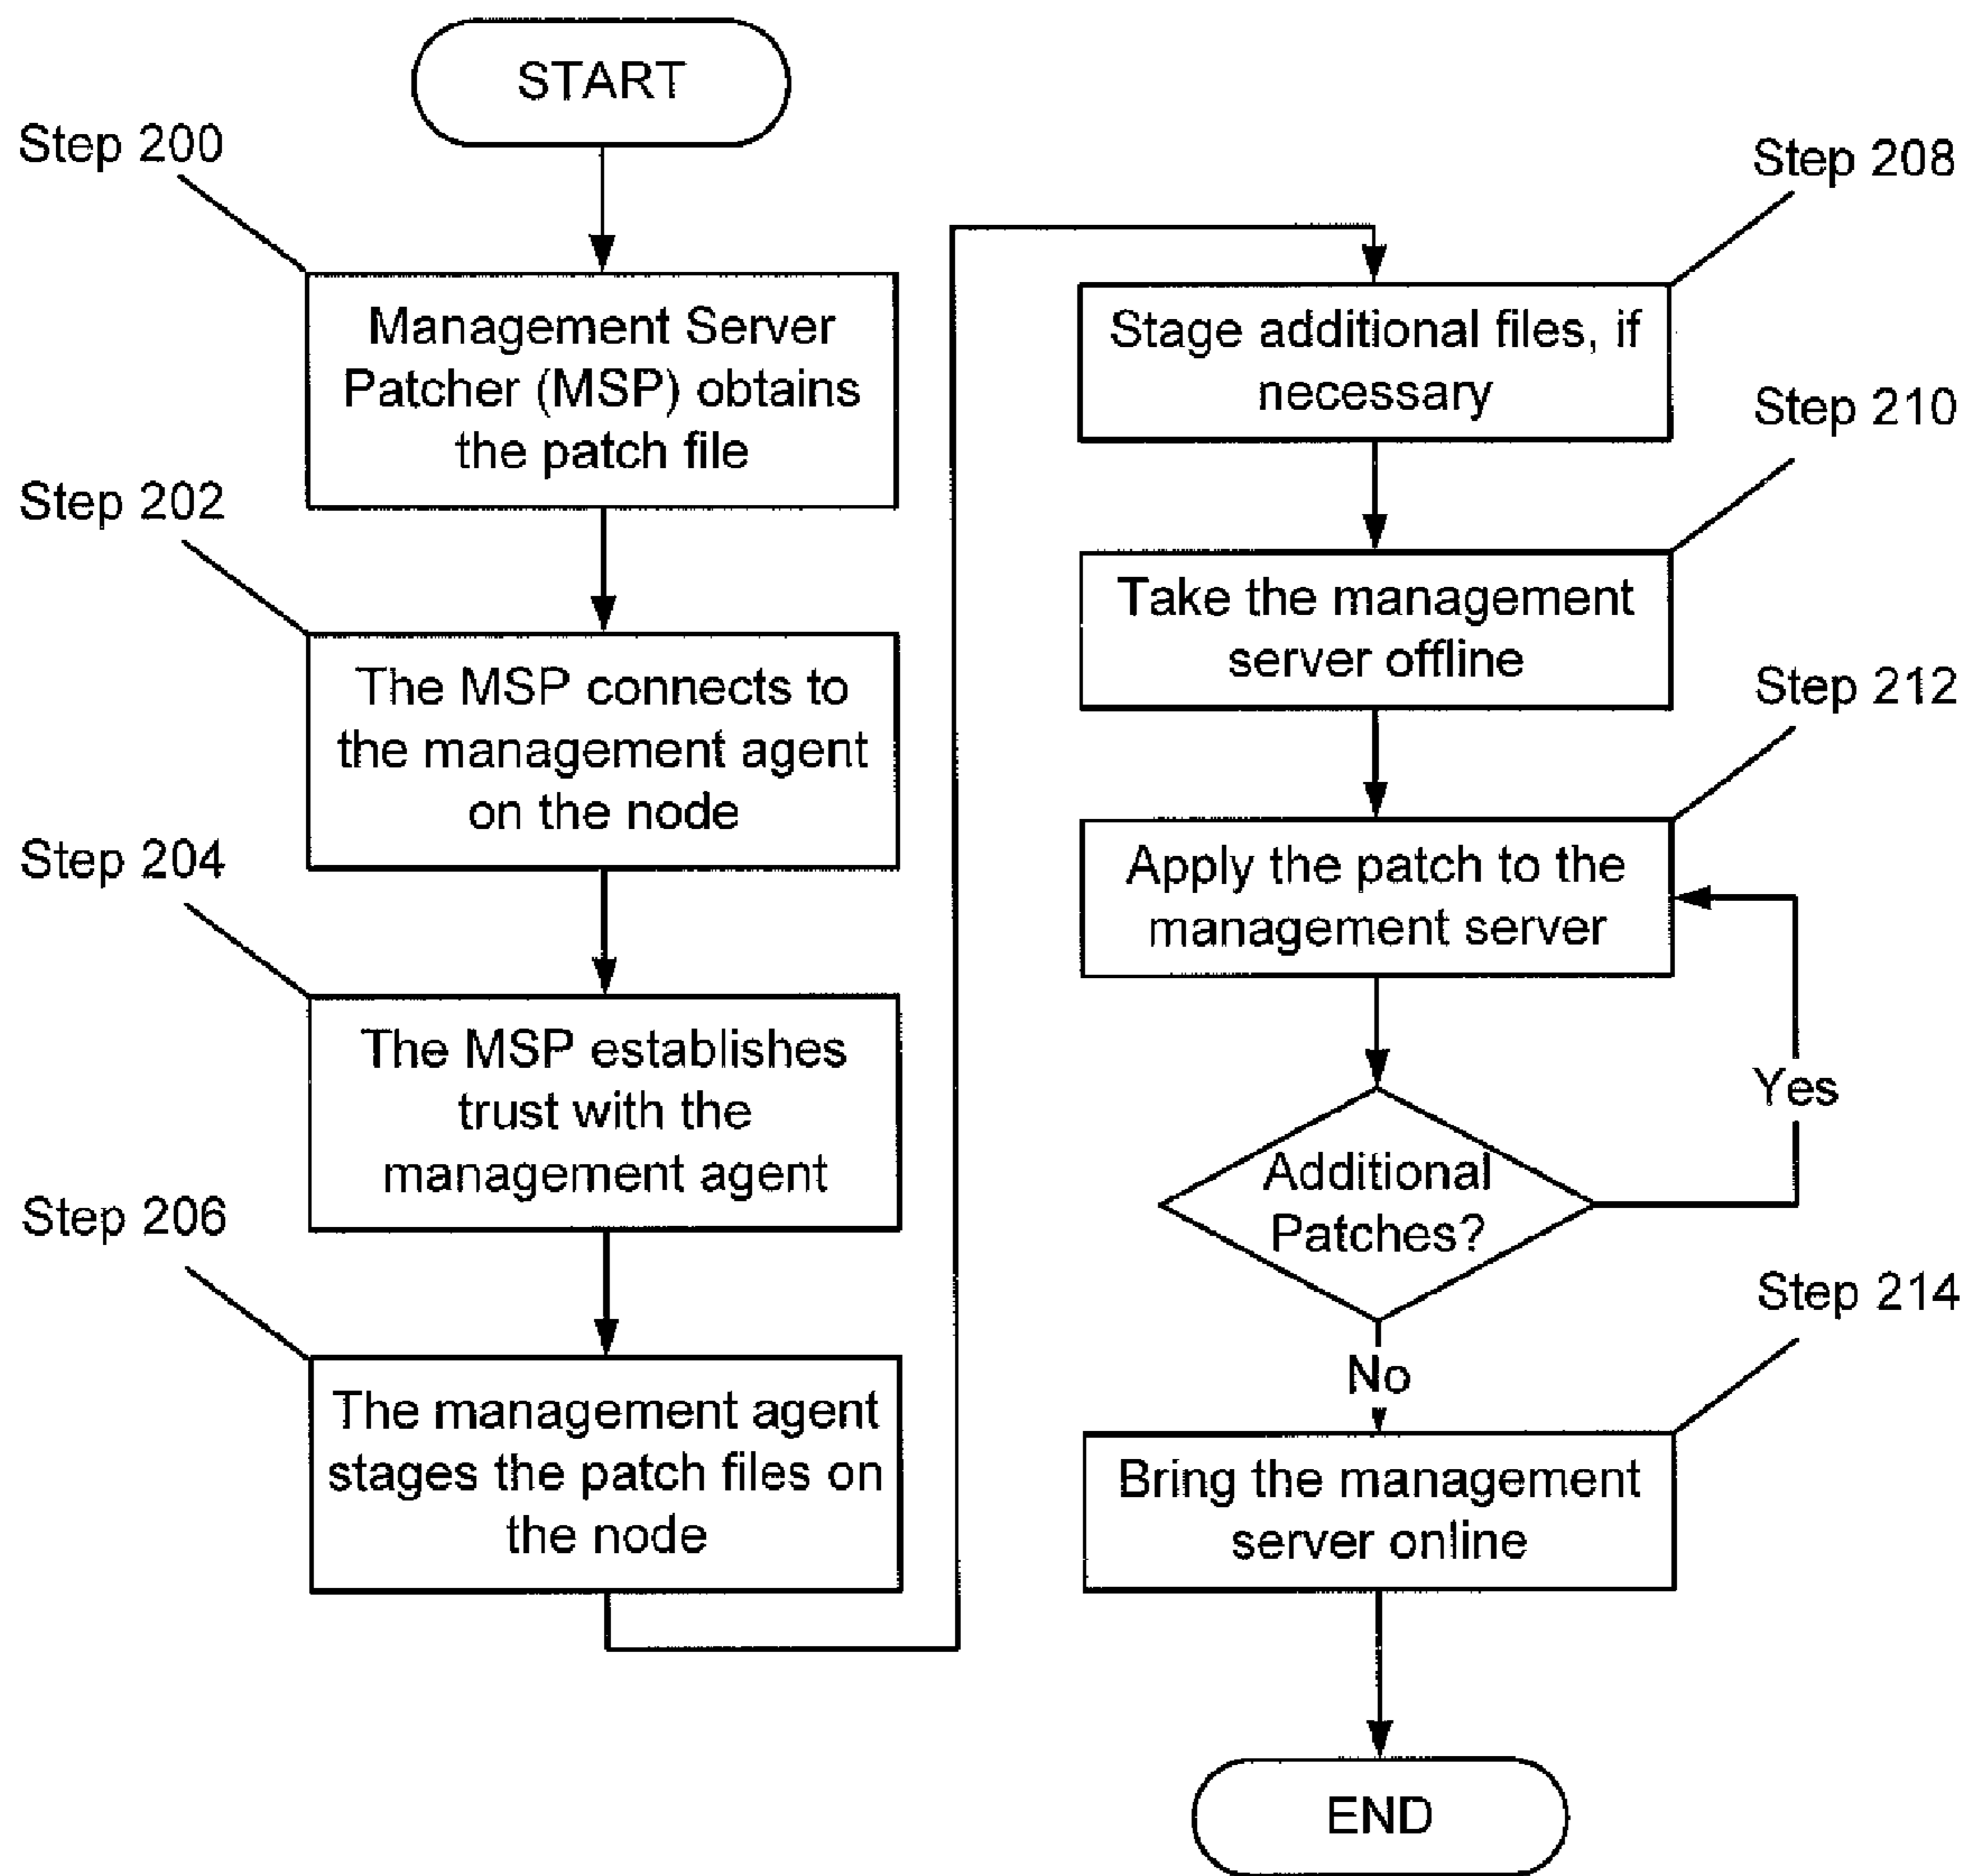 START
Step 200
Management Server
Patcher (MSP) obtains
the patch file
Step 202
The MSP connects to
the management agent
on the node
Step 204
The MSP establishes
trust with the
management agent
Step 206
The management agent
stages the patch files on
the node
Step 208
Stage additional files, if
necessary
Step 210
Take the management
server offline
Step 212
Apply the patch to the
management server
Yes
Additional
Patches?
No
Step 214
Bring the management
server online
END